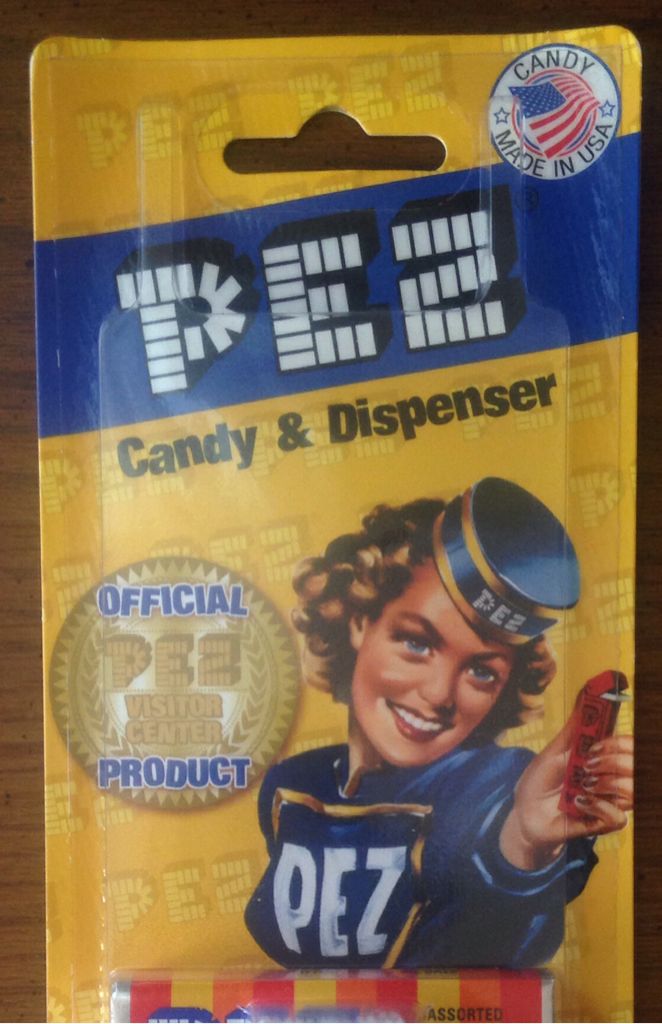 CANDY
MADE IN USA
PEZ®
Candy & Dispenser
OFFICIAL
PEZ
VISITOR
CENTER
PRODUCT
PEZ
PEZ
ASSORTED